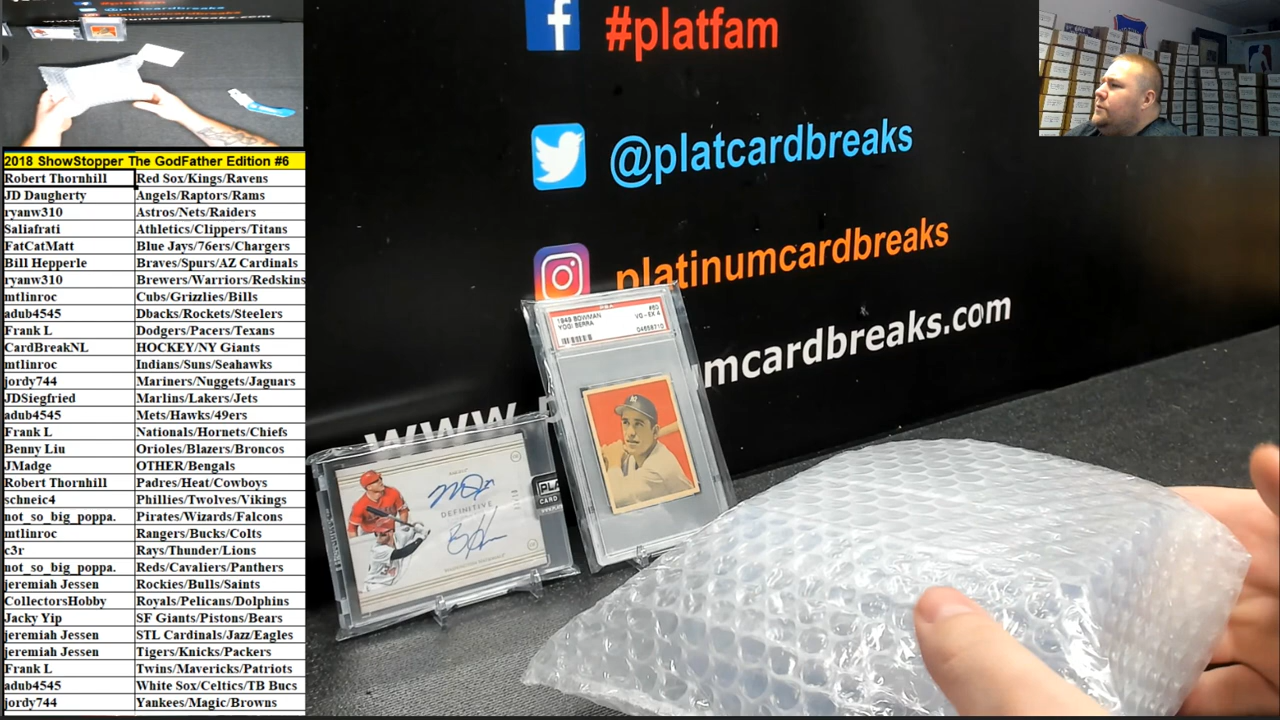 2018 ShowStopper The GodFather Edition #6
Robert Thornhill Red Sox/Kings/Ravens
JD Daugherty Angels/Raptors/Rams
ryanw310 Astros/Nets/Raiders
Saliafrati Athletics/Clippers/Titans
FatCatMatt Blue Jays/76ers/Chargers
Bill Hepperle Braves/Spurs/AZ Cardinals
ryanw310 Brewers/Warriors/Redskins
mtlinroc Cubs/Grizzlies/Bills
adub4545 Dbacks/Rockets/Steelers
Frank L Dodgers/Pacers/Texans
CardBreakNL HOCKEY/NY Giants
mtlinroc Indians/Suns/Seahawks
jordy744 Mariners/Nuggets/Jaguars
JDSiegfried Marlins/Lakers/Jets
adub4545 Mets/Hawks/49ers
Frank L Nationals/Hornets/Chiefs
Benny Liu Orioles/Blazers/Broncos
JMadge OTHER/Bengals
Robert Thornhill Padres/Heat/Cowboys
schneic4 Phillies/Twolves/Vikings
not_so_big_poppa. Pirates/Wizards/Falcons
mtlinroc Rangers/Bucks/Colts
c3r Rays/Thunder/Lions
not_so_big_poppa. Reds/Cavaliers/Panthers
jeremiah Jessen Rockies/Bulls/Saints
CollectorsHobby Royals/Pelicans/Dolphins
Jacky Yip SF Giants/Pistons/Bears
jeremiah Jessen STL Cardinals/Jazz/Eagles
jeremiah Jessen Tigers/Knicks/Packers
Frank L Twins/Mavericks/Patriots
adub4545 White Sox/Celtics/TB Bucs
jordy744 Yankees/Magic/Browns
#platfam
@platcardbreaks
platinumcardbreaks
www. mcardbreaks.com
1949 BOWMAN #60
YOGI BERRA VG - EX 4
04658710
DEFINITIVE
PLA
CARD